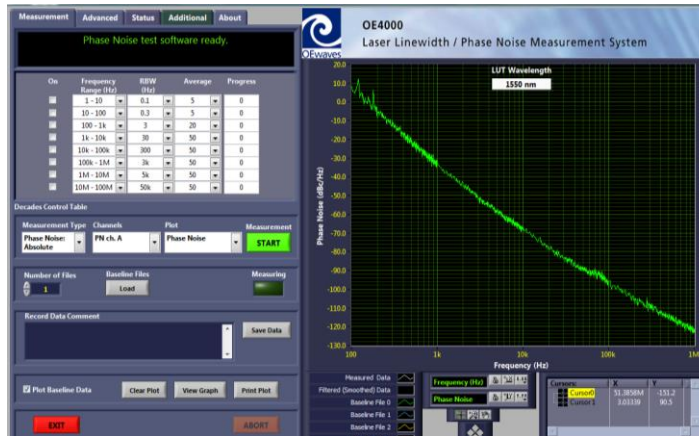 Measurement Advanced Status Additional About
Phase Noise test software ready.
On Frequency Range (Hz) RBW (Hz) Average Progress
1 - 10 0.1 5 0
10 - 100 0.3 5 0
100 - 1k 3 20 0
1k - 10k 30 50 0
10k - 100k 300 50 0
100k - 1M 3k 50 0
1M - 10M 5k 50 0
10M - 100M 50k 50 0
Decades Control Table
Measurement Type Channels Plot Measurement
Phase Noise: Absolute PN ch. A Phase Noise START
Number of Files Baseline Files Measuring
1 Load
Record Data Comment
Save Data
Plot Baseline Data Clear Plot View Graph Print Plot
EXIT ABORT
OEwaves
OE4000
Laser Linewidth / Phase Noise Measurement System
LUT Wavelength
1550 nm
Phase Noise (dBc/Hz)
20.0
10.0
0.0
-10.0
-20.0
-30.0
-40.0
-50.0
-60.0
-70.0
-80.0
-90.0
-100.0
-110.0
-120.0
-130.0
100 1k 10k 100k 1M
Frequency (Hz)
Measured Data
Filtered (Smoothed) Data
Baseline File 0
Baseline File 1
Baseline File 2
Frequency (Hz)
Phase Noise
Cursors: X Y
Cursor0 51.3858M -151.2
Cursor1 3.03339 90.5